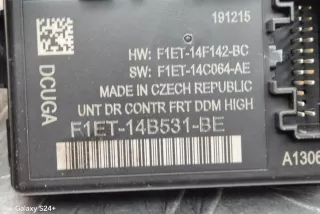 191215
HW: F1ET-14F142-BC
SW: F1ET-14C064-AE
MADE IN CZECH REPUBLIC
UNT DR CONTR FRT DDM HIGH
F1ET-14B531-BE
DCUGA
A1306
Galaxy S24+